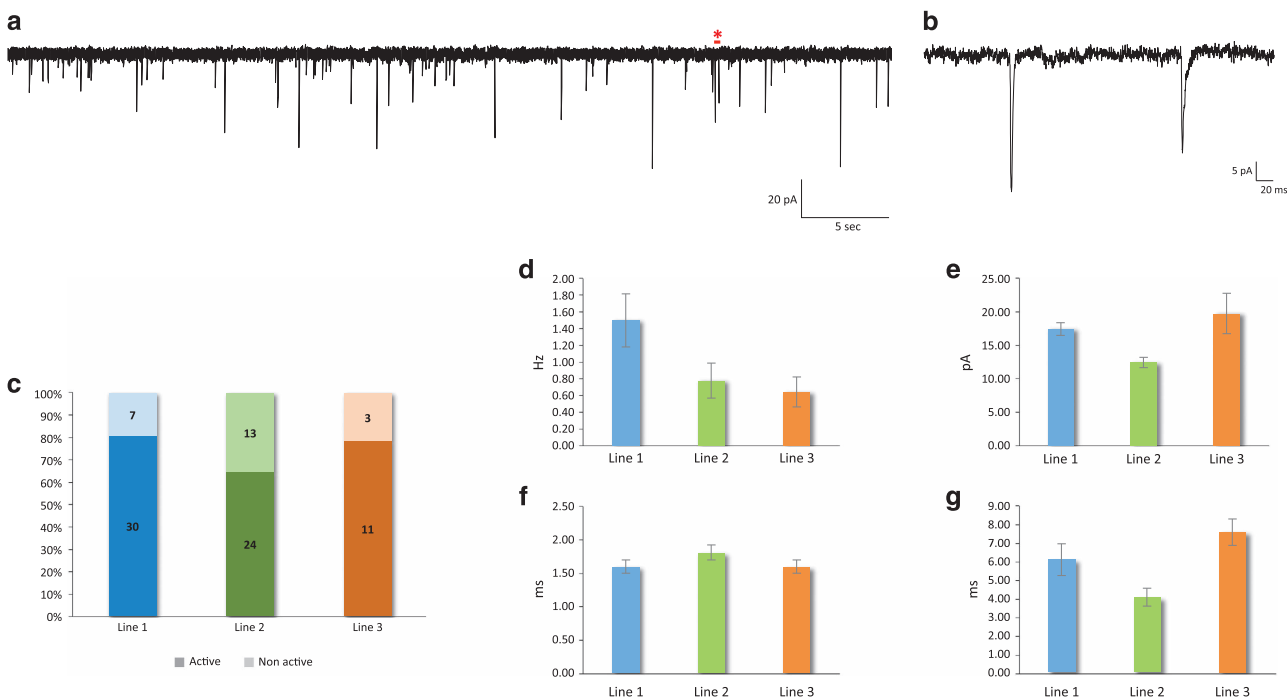 a
*
20 pA
5 sec
b
5 pA
20 ms
c
100%
90%
80%
70%
60%
50%
40%
30%
20%
10%
0%
7
13
3
30
24
11
Line 1
Line 2
Line 3
Active
Non active
d
Hz
2.00
1.80
1.60
1.40
1.20
1.00
0.80
0.60
0.40
0.20
0.00
Line 1
Line 2
Line 3
e
pA
25.00
20.00
15.00
10.00
5.00
0.00
Line 1
Line 2
Line 3
f
ms
2.50
2.00
1.50
1.00
0.50
0.00
Line 1
Line 2
Line 3
g
ms
9.00
8.00
7.00
6.00
5.00
4.00
3.00
2.00
1.00
0.00
Line 1
Line 2
Line 3